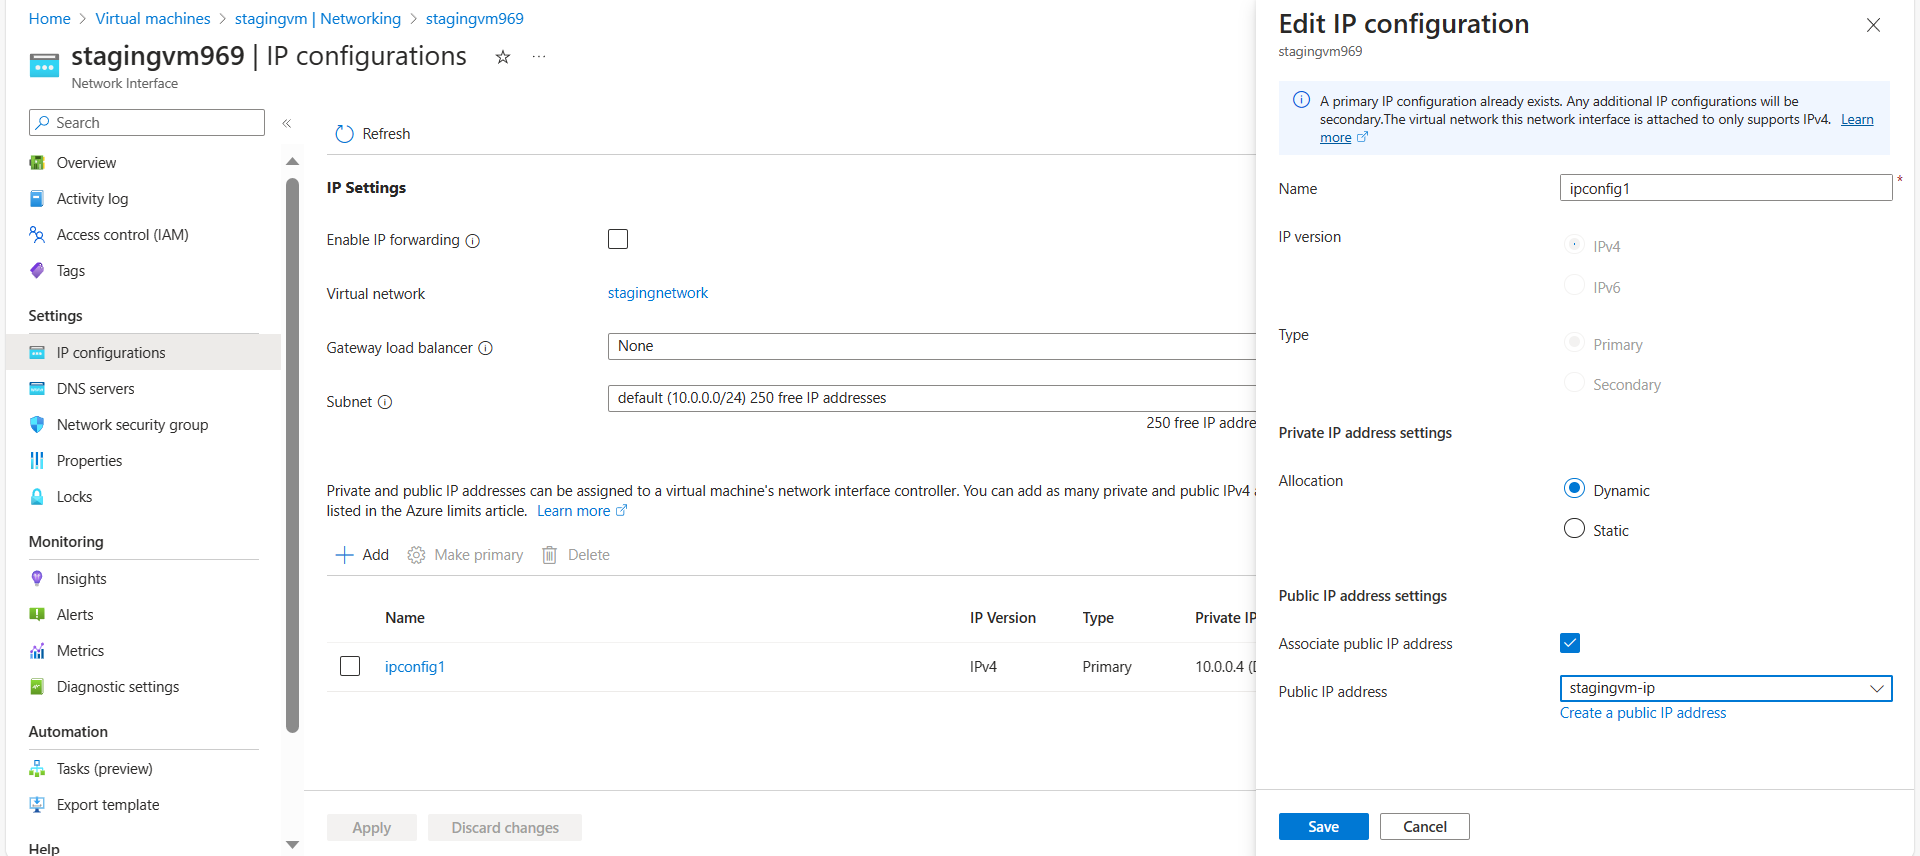 Home > Virtual machines > stagingvm | Networking > stagingvm969
stagingvm969 | IP configurations
Network Interface
Search
Overview
Activity log
Access control (IAM)
Tags
Settings
IP configurations
DNS servers
Network security group
Properties
Locks
Monitoring
Insights
Alerts
Metrics
Diagnostic settings
Automation
Tasks (preview)
Export template
Help
Refresh
IP Settings
Enable IP forwarding
Virtual network
stagingnetwork
Gateway load balancer
None
Subnet
default (10.0.0.0/24) 250 free IP addresses
250 free IP addre
Private and public IP addresses can be assigned to a virtual machine's network interface controller. You can add as many private and public IPv4
listed in the Azure limits article. Learn more
Add Make primary Delete
Name IP Version Type Private IP
ipconfig1 IPv4 Primary 10.0.0.4
Apply Discard changes
Edit IP configuration
stagingvm969
A primary IP configuration already exists. Any additional IP configurations will be
secondary.The virtual network this network interface is attached to only supports IPv4. Learn
more
Name
ipconfig1 *
IP version
IPv4
IPv6
Type
Primary
Secondary
Private IP address settings
Allocation
Dynamic
Static
Public IP address settings
Associate public IP address
Public IP address
stagingvm-ip
Create a public IP address
Save Cancel